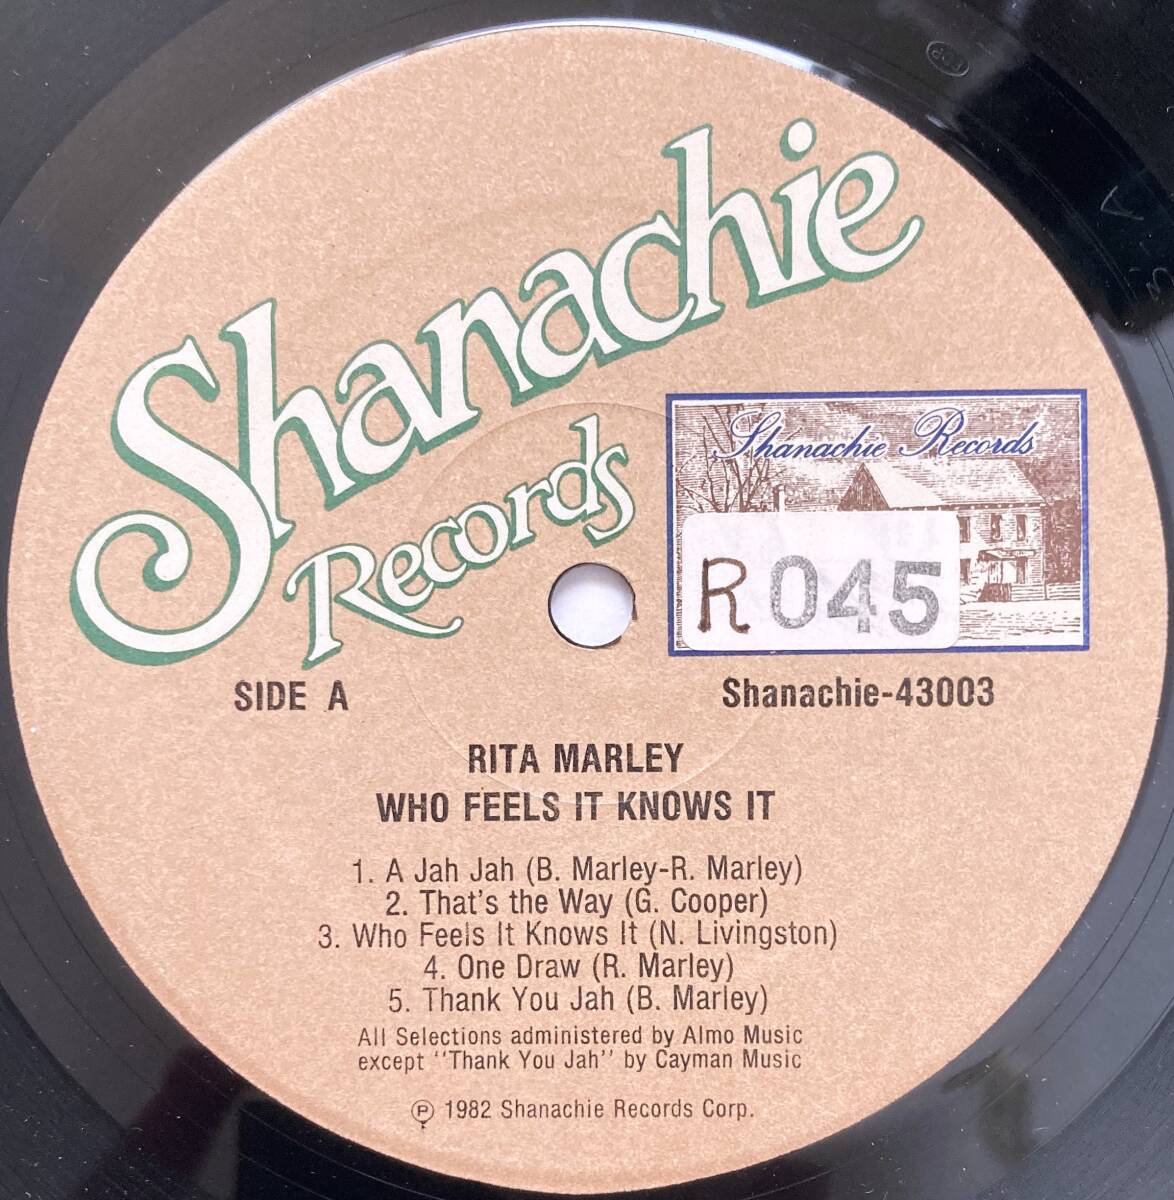 Shanachie
Records
Shanachie Records
R 045
SIDE A
Shanachie-43003
RITA MARLEY
WHO FEELS IT KNOWS IT
1. A Jah Jah (B. Marley-R. Marley)
2. That's the Way (G. Cooper)
3. Who Feels It Knows It (N. Livingston)
4. One Draw (R. Marley)
5. Thank You Jah (B. Marley)
All Selections administered by Almo Music
except "Thank You Jah" by Cayman Music
Ⓟ 1982 Shanachie Records Corp.